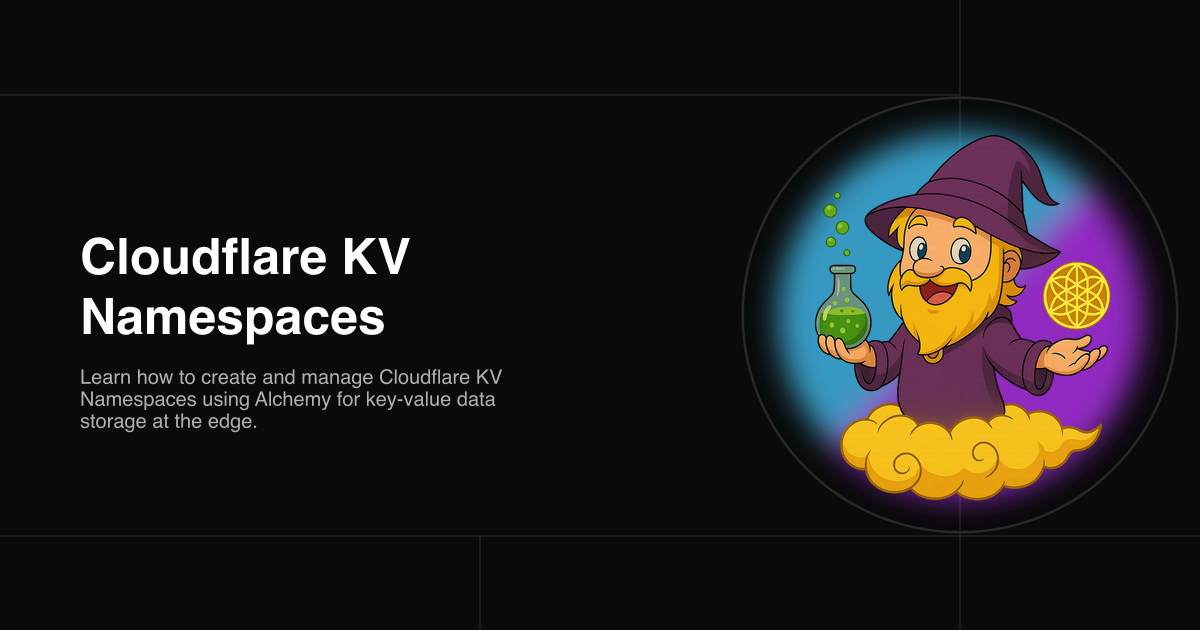 Cloudflare KV
Namespaces
Learn how to create and manage Cloudflare KV
Namespaces using Alchemy for key-value data
storage at the edge.